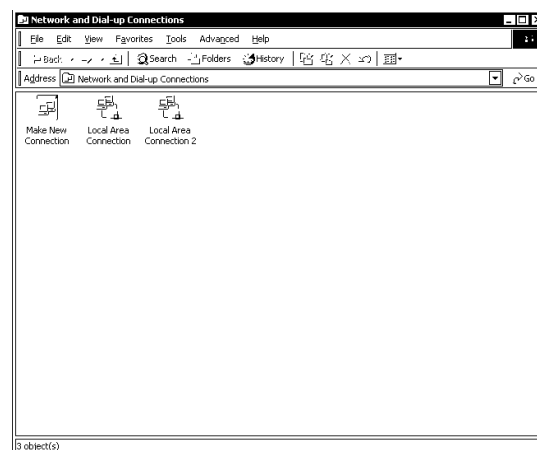 Network and Dial-up Connections
File Edit View Favorites Tools Advanced Help
Back Search Folders History
Address Network and Dial-up Connections Go
Make New Connection
Local Area Connection
Local Area Connection 2
3 object(s)